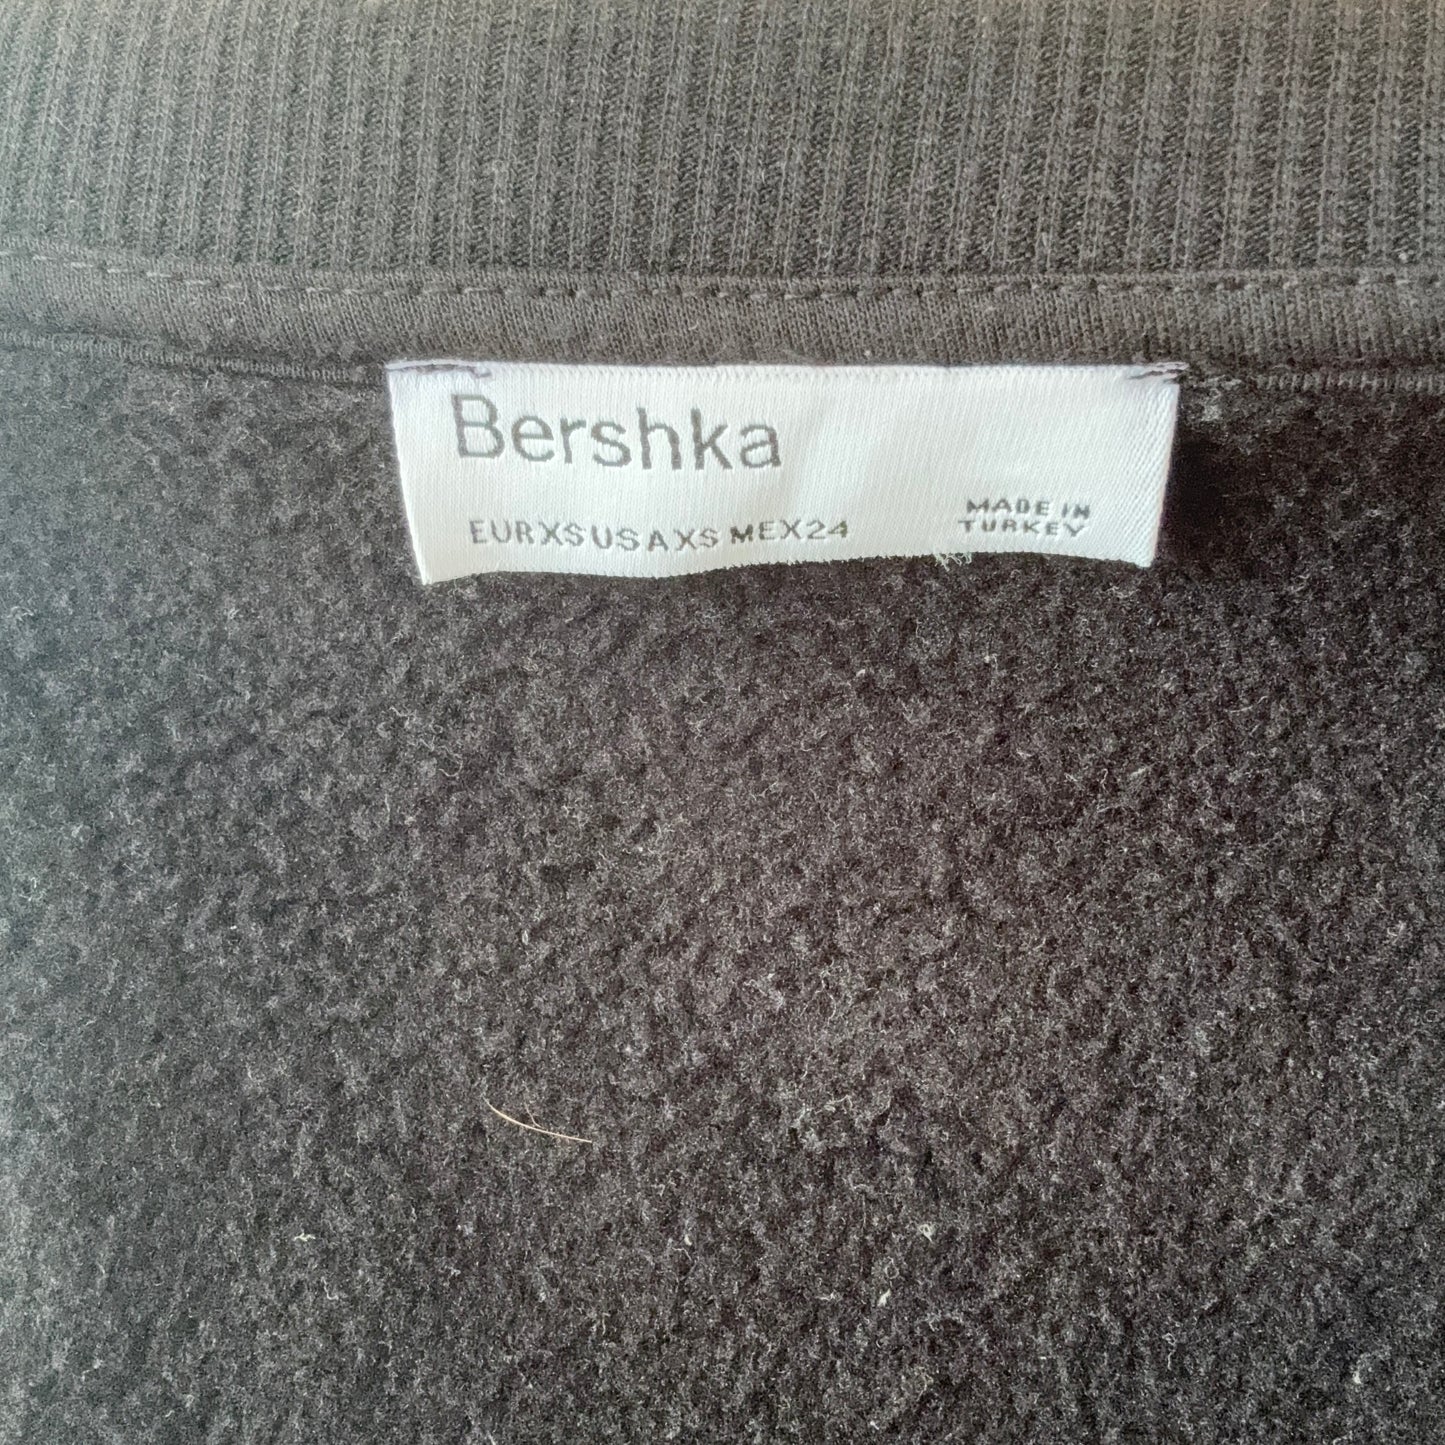 Bershka
EUR XS USA XS MEX 24
MADE IN
TURKEY